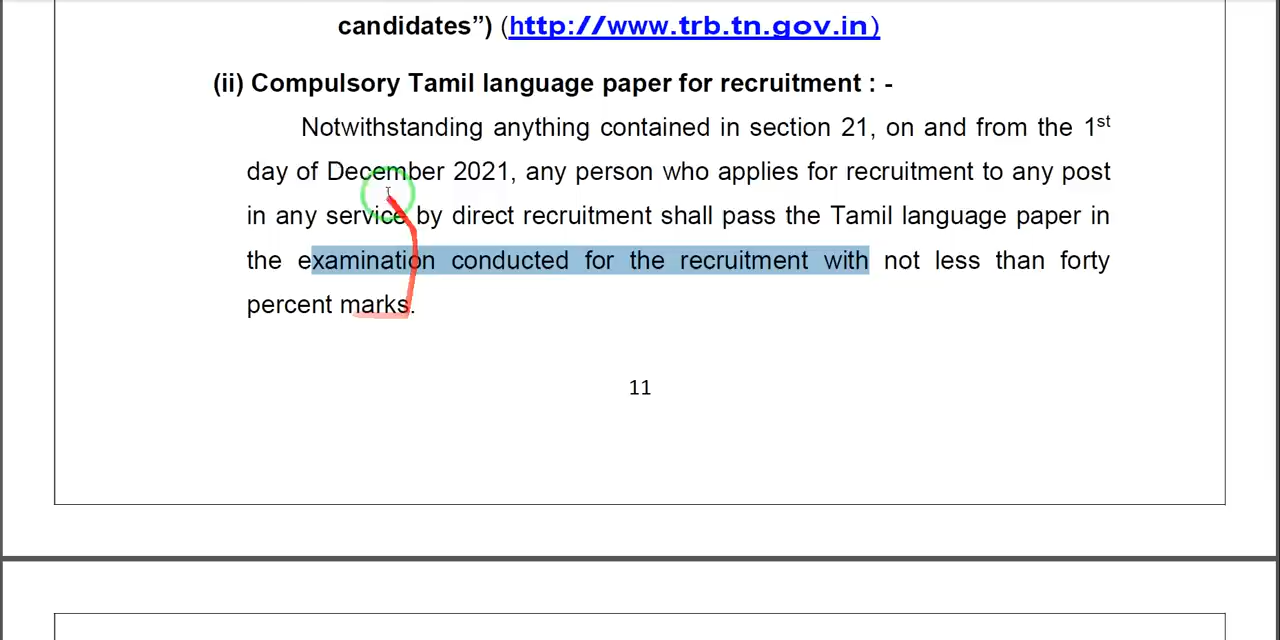 candidates”) (http://www.trb.tn.gov.in)
(ii) Compulsory Tamil language paper for recruitment : -
Notwithstanding anything contained in section 21, on and from the 1st
day of December 2021, any person who applies for recruitment to any post
in any service by direct recruitment shall pass the Tamil language paper in
the examination conducted for the recruitment with not less than forty
percent marks.
11